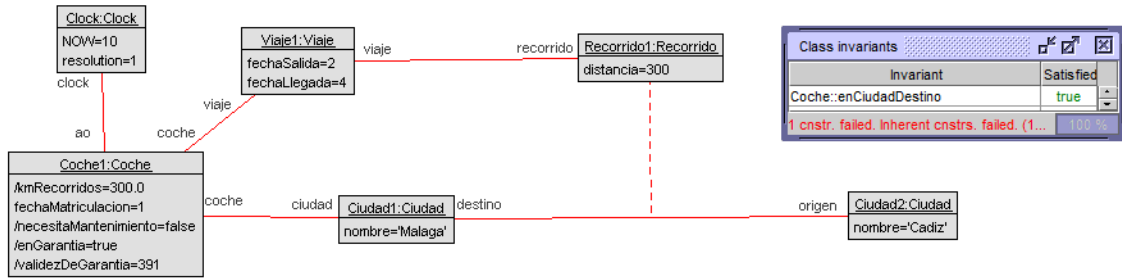 Clock:Clock
NOW=10
resolution=1
clock
ao
Viaje1:Viaje
fechaSalida=2
fechaLlegada=4
viaje
recorrido
Recorrido1:Recorrido
distancia=300
viaje
coche
Coche1:Coche
/kmRecorridos=300.0
fechaMatriculacion=1
/necesitaMantenimiento=false
/enGarantia=true
/validezDeGarantia=391
coche
ciudad
Ciudad1:Ciudad
nombre='Malaga'
destino
origen
Ciudad2:Ciudad
nombre='Cadiz'
Class invariants
Invariant Satisfied
Coche::enCiudadDestino true
1 cnstr. failed. Inherent cnstrs. failed. (1... 100 %